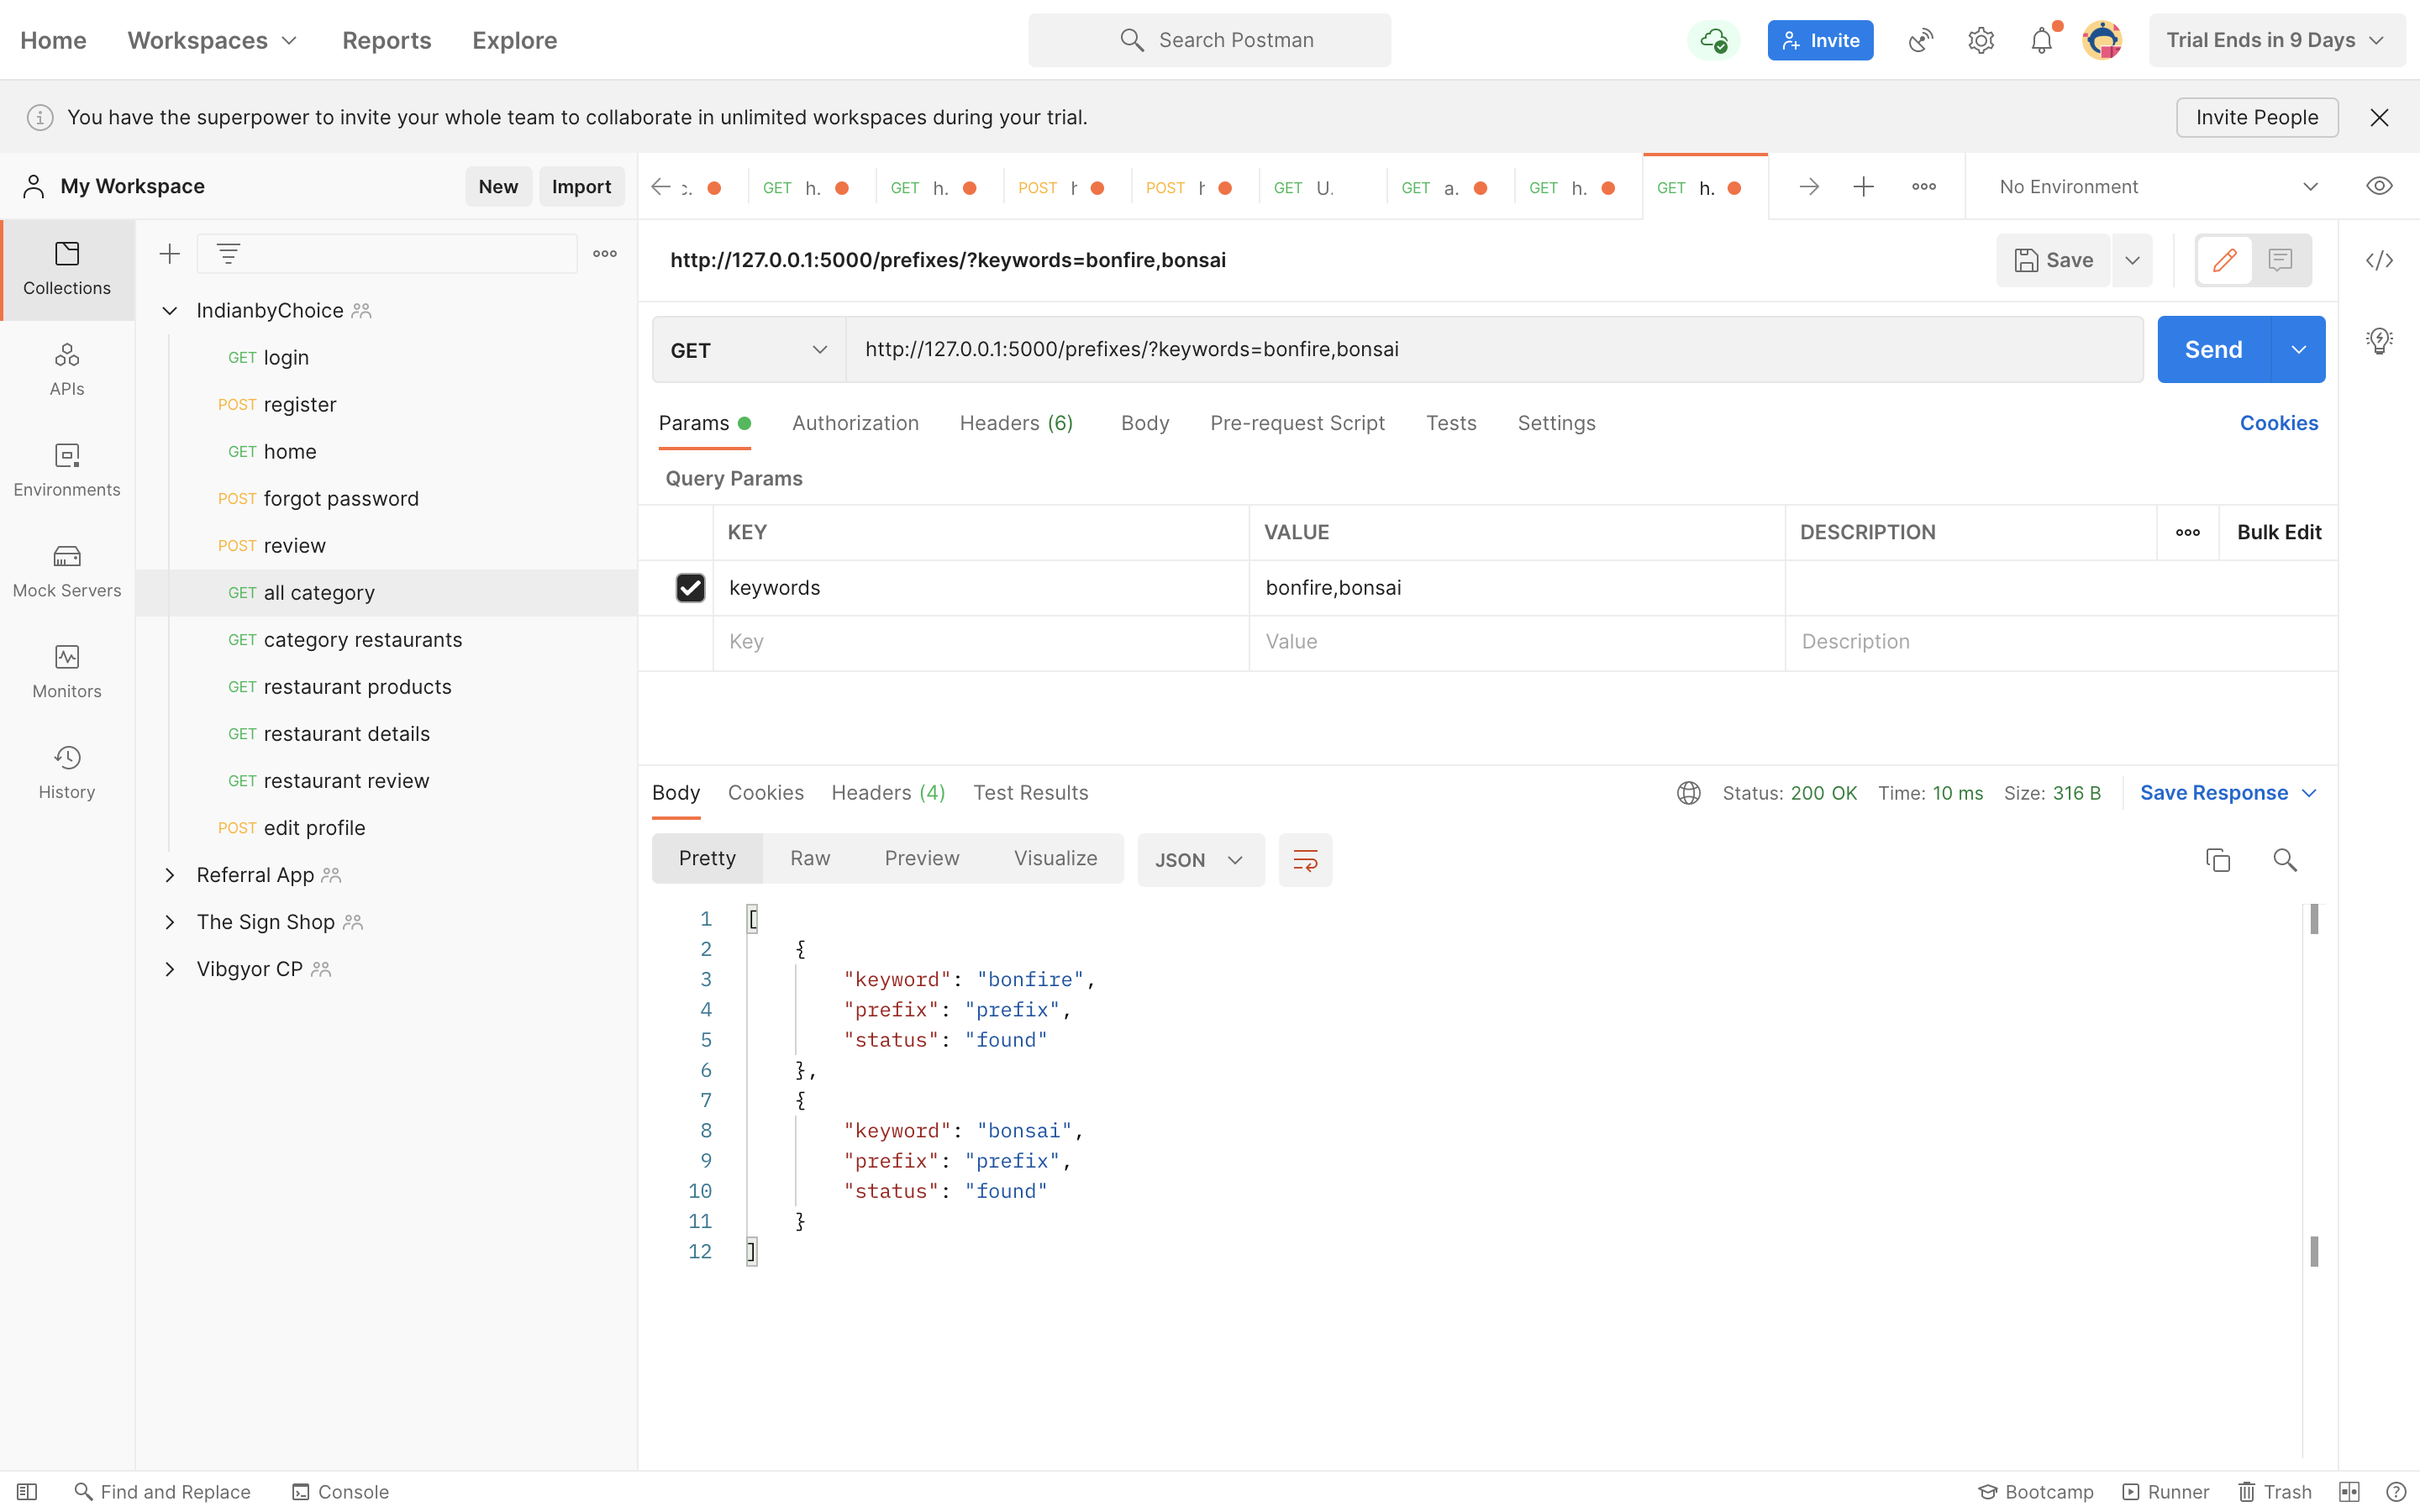 Home Workspaces Reports Explore Search Postman Invite Trial Ends in 9 Days
You have the superpower to invite your whole team to collaborate in unlimited workspaces during your trial. Invite People
My Workspace New Import GET h. GET h. POST POST GET U. GET a. GET h. GET h. No Environment
Collections
APIs
Environments
Mock Servers
Monitors
History
IndianbyChoice
GET login
POST register
GET home
POST forgot password
POST review
GET all category
GET category restaurants
GET restaurant products
GET restaurant details
GET restaurant review
POST edit profile
Referral App
The Sign Shop
Vibgyor CP
http://127.0.0.1:5000/prefixes/?keywords=bonfire,bonsai Save
GET http://127.0.0.1:5000/prefixes/?keywords=bonfire,bonsai Send
Params Authorization Headers (6) Body Pre-request Script Tests Settings Cookies
Query Params
KEY VALUE DESCRIPTION Bulk Edit
keywords bonfire,bonsai
Key Value Description
Body Cookies Headers (4) Test Results Status: 200 OK Time: 10 ms Size: 316 B Save Response
Pretty Raw Preview Visualize JSON
1 [
2 {
3 "keyword": "bonfire",
4 "prefix": "prefix",
5 "status": "found"
6 },
7 {
8 "keyword": "bonsai",
9 "prefix": "prefix",
10 "status": "found"
11 }
12 ]
Find and Replace Console Bootcamp Runner Trash